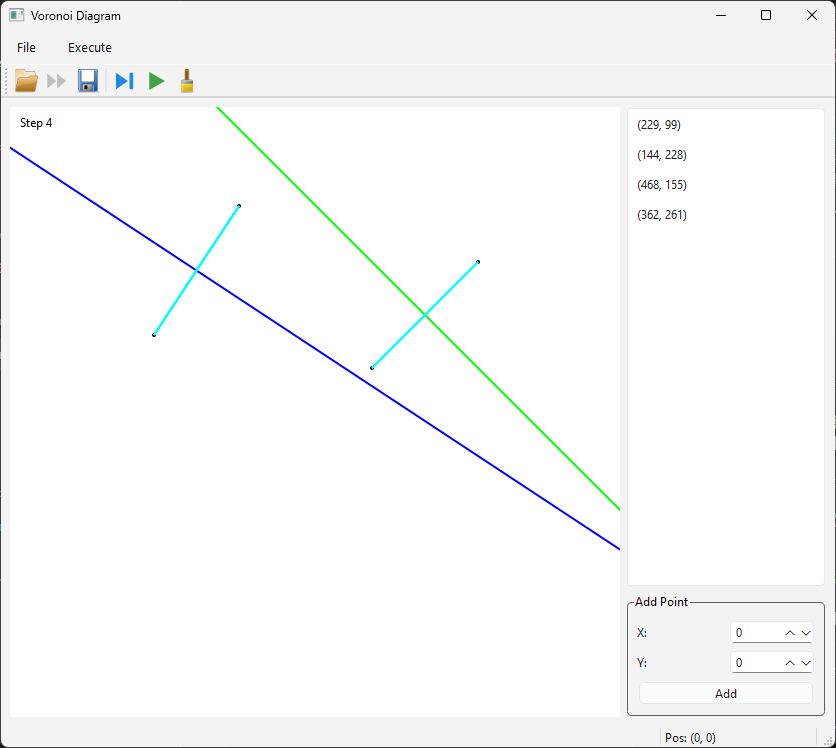 Voronoi Diagram
File Execute
Step 4
(229, 99)
(144, 228)
(468, 155)
(362, 261)
Add Point
X: 0
Y: 0
Add
Pos: (0, 0)